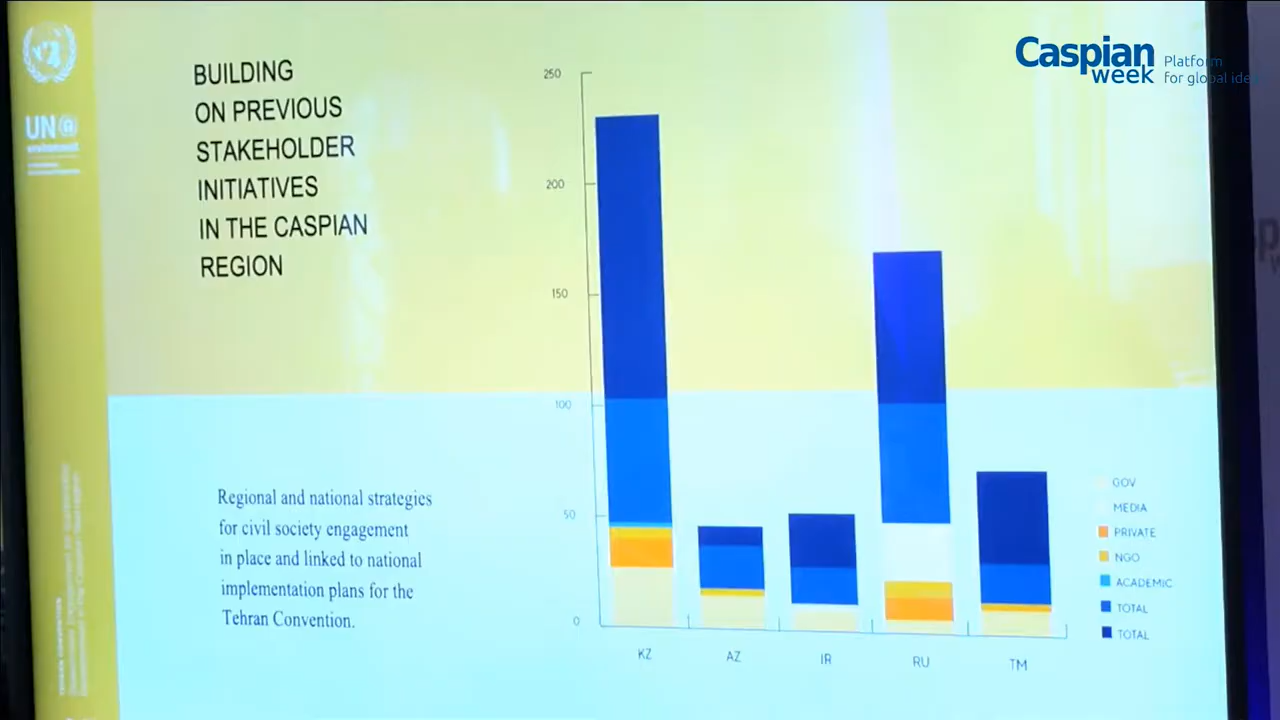 BUILDING
ON PREVIOUS
STAKEHOLDER
INITIATIVES
IN THE CASPIAN
REGION
Regional and national strategies
for civil society engagement
in place and linked to national
implementation plans for the
Tehran Convention.
250
200
150
100
50
0
KZ
AZ
IR
RU
TM
GOV
MEDIA
PRIVATE
NGO
ACADEMIC
TOTAL
TOTAL
UN
environment
Caspian
week
Platform
for global ideas